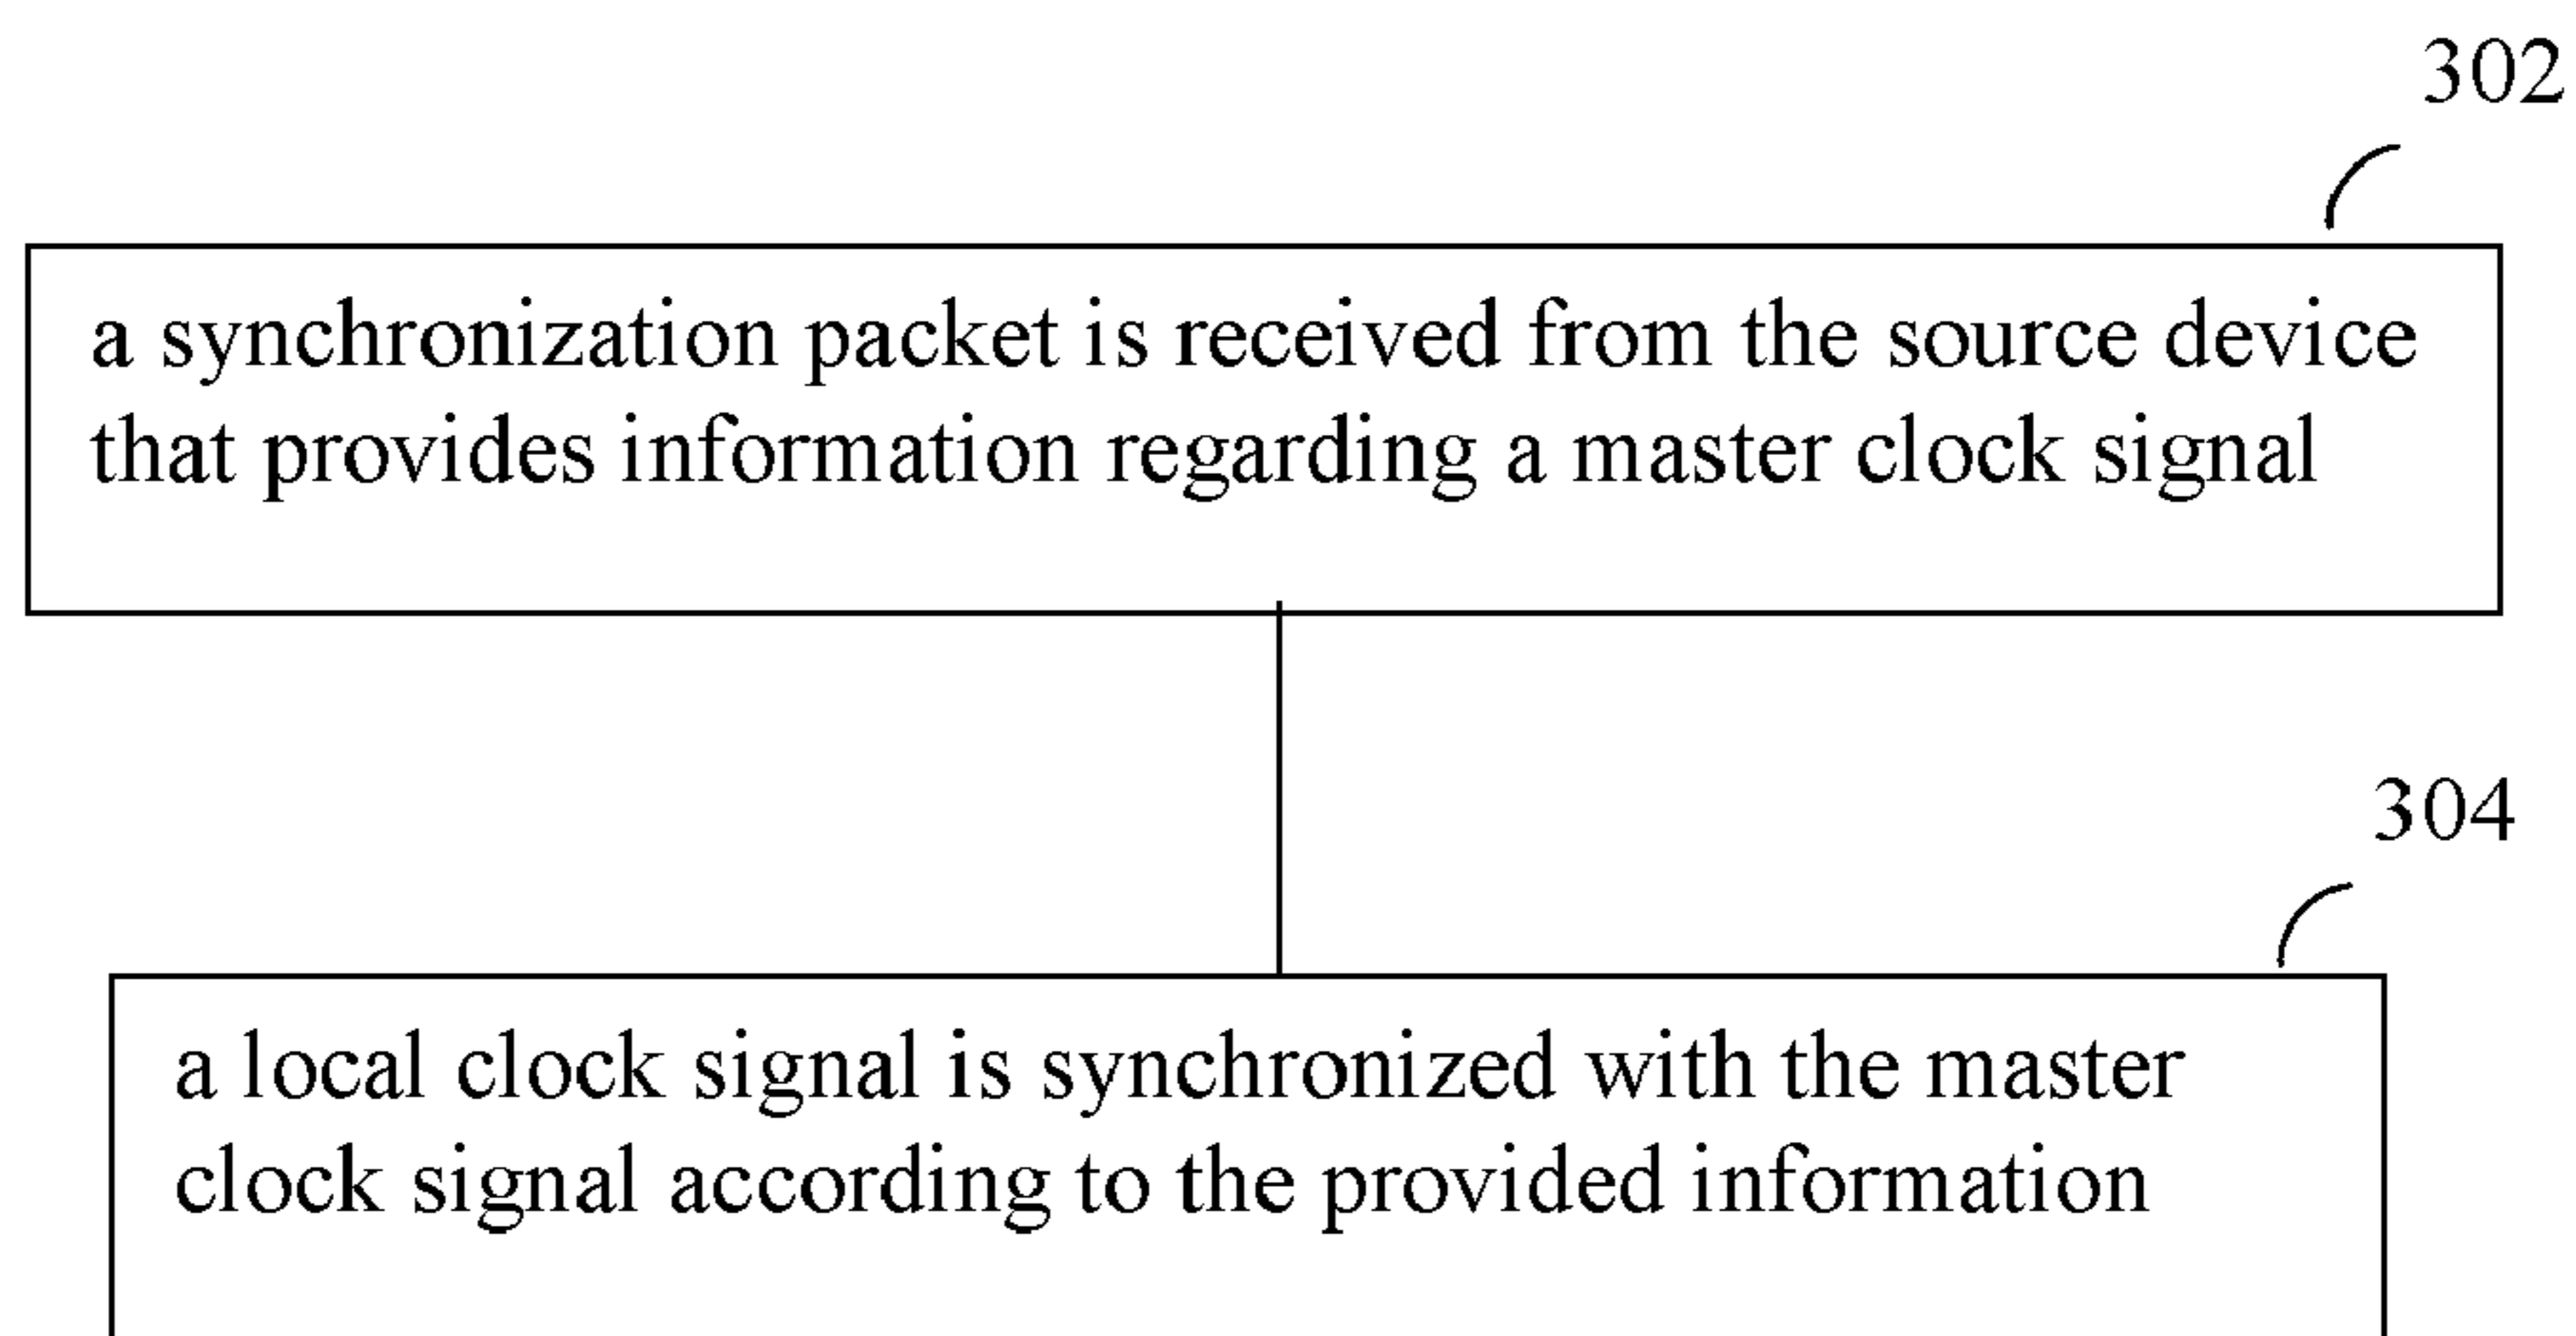 302
a synchronization packet is received from the source device
that provides information regarding a master clock signal
304
a local clock signal is synchronized with the master
clock signal according to the provided information